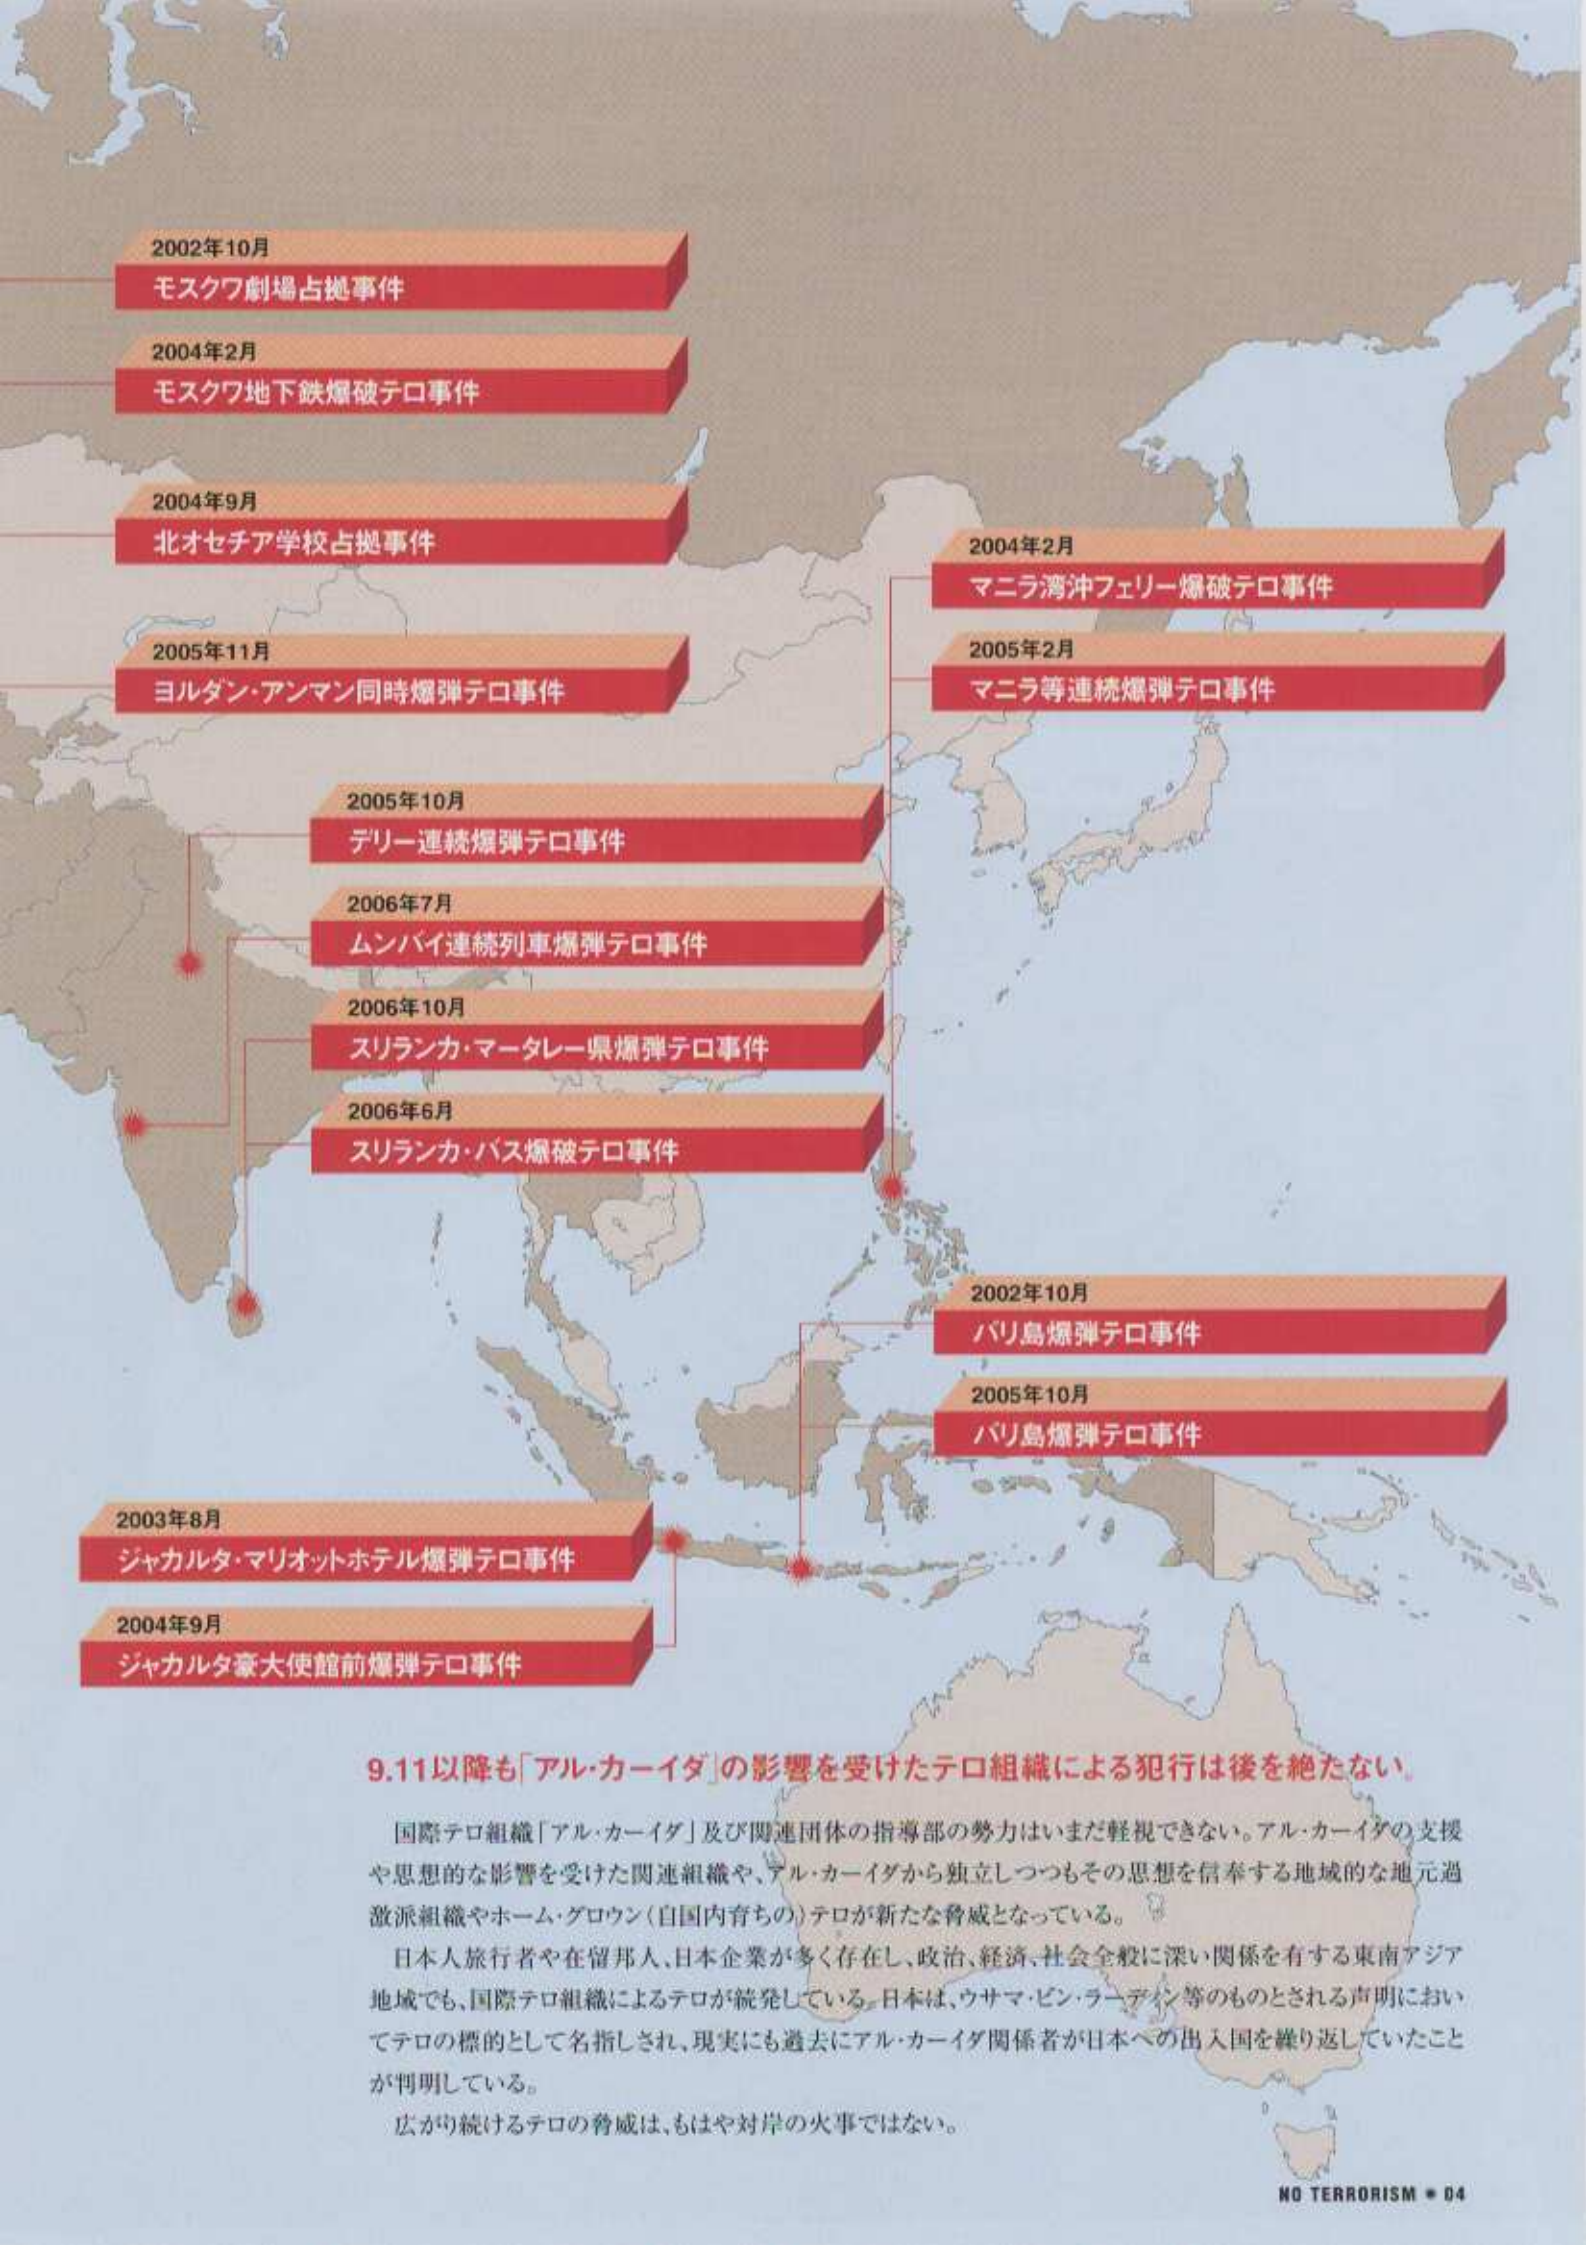 2002年10月
モスクワ劇場占拠事件
2004年2月
モスクワ地下鉄爆破テロ事件
2004年9月
北オセチア学校占拠事件
2005年11月
ヨルダン・アンマン同時爆弾テロ事件
2004年2月
マニラ湾沖フェリー爆破テロ事件
2005年2月
マニラ等連続爆弾テロ事件
2005年10月
デリー連続爆弾テロ事件
2006年7月
ムンバイ連続列車爆弾テロ事件
2006年10月
スリランカ・マータレー県爆弾テロ事件
2006年6月
スリランカ・バス爆破テロ事件
2002年10月
バリ島爆弾テロ事件
2005年10月
バリ島爆弾テロ事件
2003年8月
ジャカルタ・マリオットホテル爆弾テロ事件
2004年9月
ジャカルタ豪大使館前爆弾テロ事件
9.11以降も「アル・カーイダ」の影響を受けたテロ組織による犯行は後を絶たない。
国際テロ組織「アル・カーイダ」及び関連団体の指導部の勢力はいまだ軽視できない。アル・カーイダの支援
や思想的な影響を受けた関連組織や、アル・カーイダから独立しつつもその思想を信奉する地域的な地元過
激派組織やホーム・グロウン(自国内育ちの)テロが新たな脅威となっている。
日本人旅行者や在留邦人、日本企業が多く存在し、政治、経済、社会全般に深い関係を有する東南アジア
地域でも、国際テロ組織によるテロが続発している。日本は、ウサマ・ビン・ラーディン等のものとされる声明におい
てテロの標的として名指しされ、現実にも過去にアル・カーイダ関係者が日本への出入国を繰り返していたこと
が判明している。
広がり続けるテロの脅威は、もはや対岸の火事ではない。
NO TERRORISM ● 04